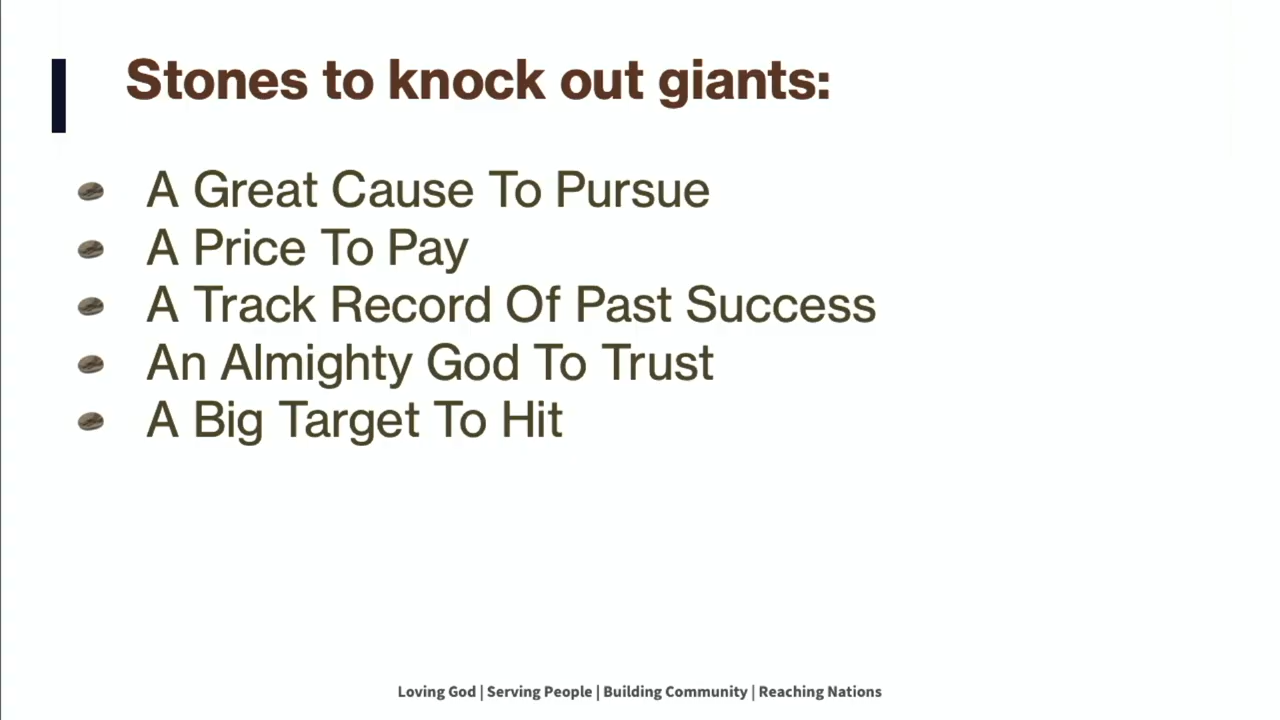 Stones to knock out giants:
A Great Cause To Pursue
A Price To Pay
A Track Record Of Past Success
An Almighty God To Trust
A Big Target To Hit
Loving God | Serving People | Building Community | Reaching Nations